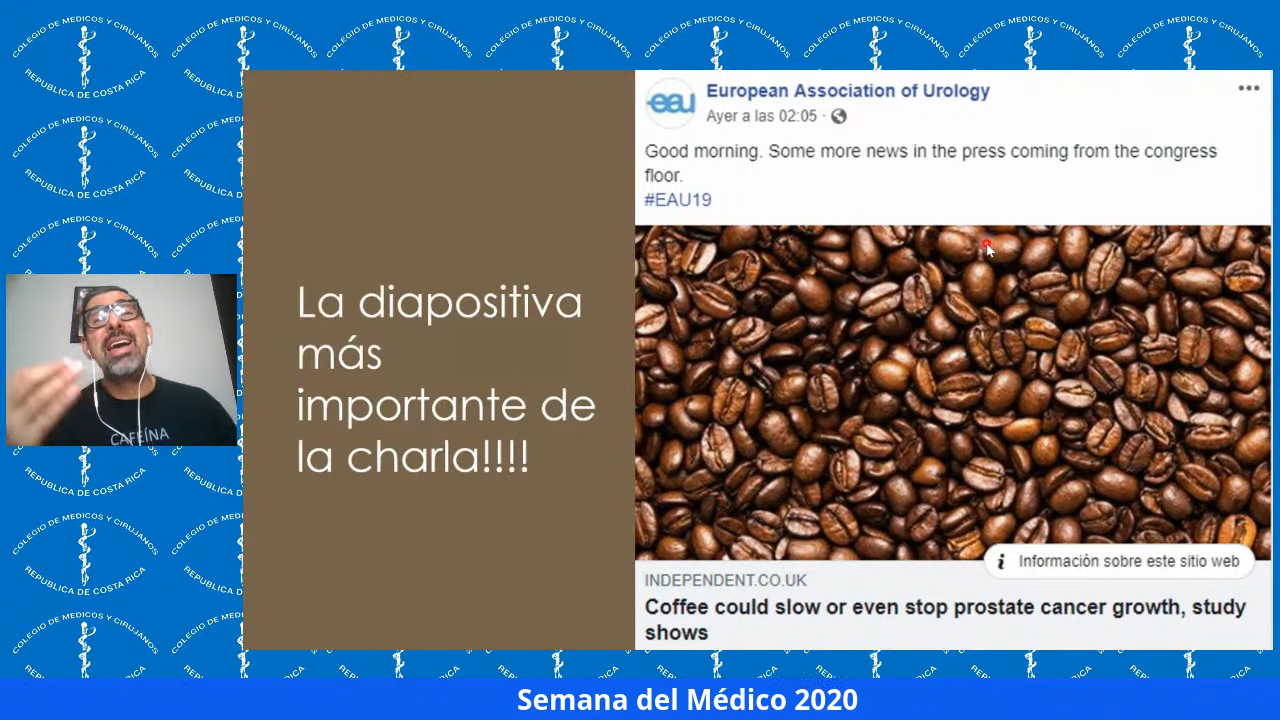 COLEGIO DE MEDICOS Y CIRUJANOS
REPUBLICA DE COSTA RICA
La diapositiva
más
importante de
la charla!!!!
eau
European Association of Urology
Ayer a las 02:05 ·
Good morning. Some more news in the press coming from the congress
floor.
#EAU19
CAFEÍNA
i Información sobre este sitio web
INDEPENDENT.CO.UK
Coffee could slow or even stop prostate cancer growth, study
shows
Semana del Médico 2020